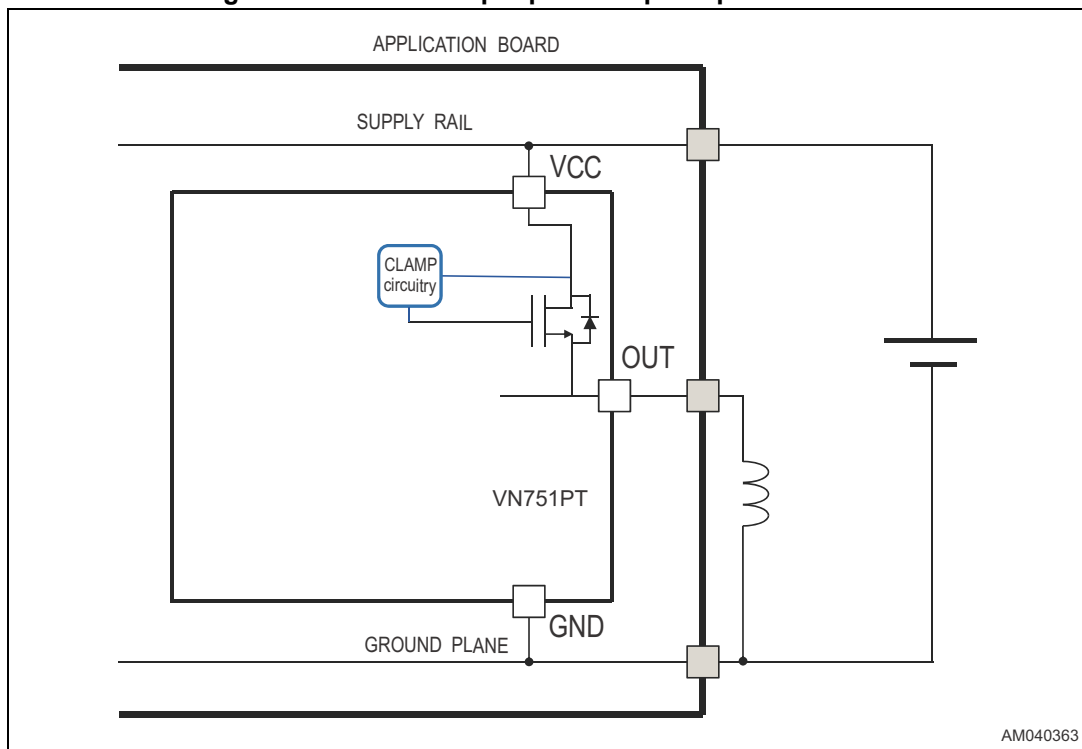 APPLICATION BOARD
SUPPLY RAIL
VCC
CLAMP
circuitry
OUT
VN751PT
GND
GROUND PLANE
AM040363